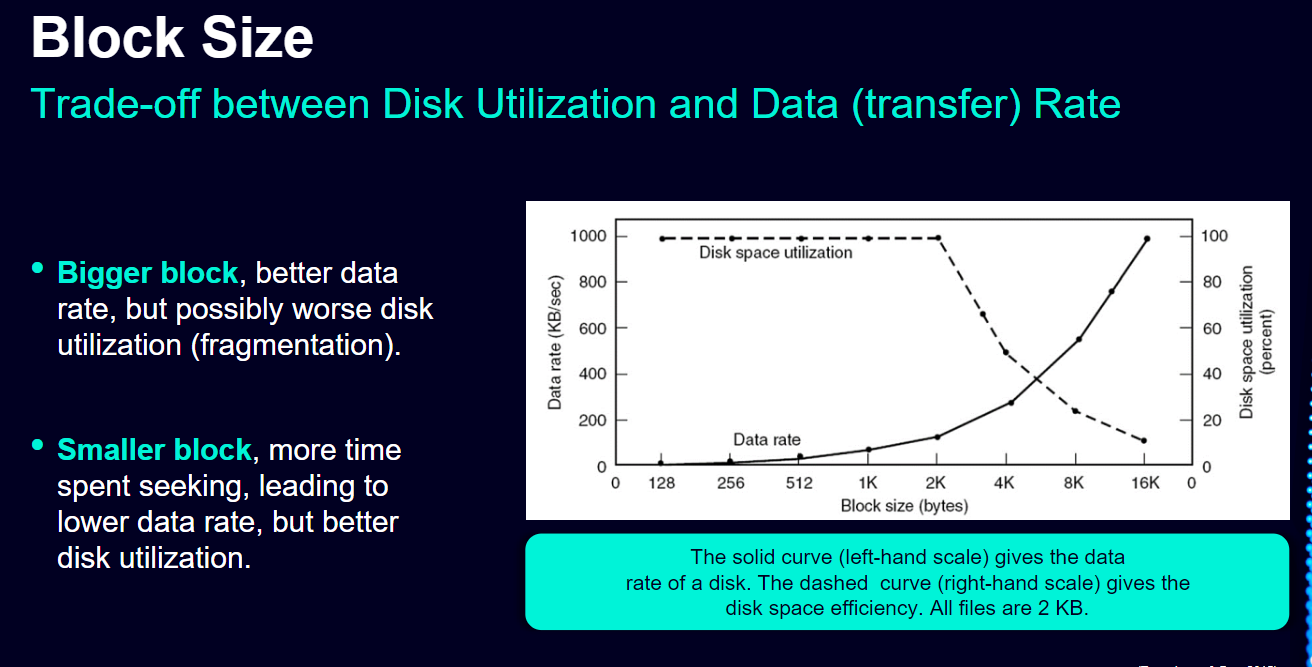 Block Size
Trade-off between Disk Utilization and Data (transfer) Rate
• Bigger block, better data
rate, but possibly worse disk
utilization (fragmentation).
• Smaller block, more time
spent seeking, leading to
lower data rate, but better
disk utilization.
Data rate (KB/sec)
1000
800
600
400
200
0
Disk space utilization
Data rate
100
80
60
40
20
0
Disk space utilization
(percent)
0 128 256 512 1K 2K 4K 8K 16K 0
Block size (bytes)
The solid curve (left-hand scale) gives the data
rate of a disk. The dashed curve (right-hand scale) gives the
disk space efficiency. All files are 2 KB.